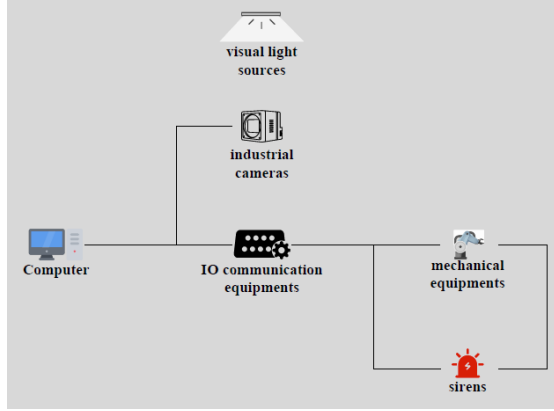 visual light
sources
industrial
cameras
Computer
IO communication
equipments
mechanical
equipments
sirens